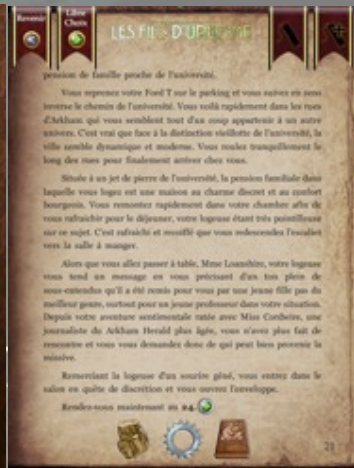 Revenir
Libre
Choix
LES FILS D'UP
pension de famille proche de l'université.
Vous reprenez votre Ford T sur le parking et vous suivez en sens
inverse le chemin de l'université. Vous voilà rapidement dans les rues
d'Arkham qui vous semblent tout d'un coup appartenir à un autre
univers. C'est vrai que face à la distinction vieillotte de l'université, la
ville semble dynamique et moderne. Vous roulez tranquillement le
long des rues pour finalement arriver chez vous.
Située à un jet de pierre de l'université, la pension familiale dans
laquelle vous logez est une maison au charme discret et au confort
bourgeois. Vous remontez rapidement dans votre chambre afin de
vous rafraîchir pour le déjeuner, votre logeuse étant très pointilleuse
sur ce sujet. C'est rafraîchi et recoiffé que vous redescendez l'escalier
vers la salle à manger.
Alors que vous allez passer à table, Mme Loanshire, votre logeuse
vous tend un message en vous précisant d'un ton plein de
sous-entendus qu'il a été remis pour vous par une jeune fille pas du
meilleur genre, surtout pour un jeune professeur dans votre situation.
Depuis votre aventure sentimentale ratée avec Miss Cordwire, une
journaliste du Arkham Herald plus âgée, vous n'avez plus fait de
rencontre et vous vous demandez donc de qui peut bien provenir la
missive.
Remerciant la logeuse d'un sourire gêné, vous entrez dans le
salon en quête de discrétion et vous ouvrez l'enveloppe.
Rendez-vous maintenant au 24.
21